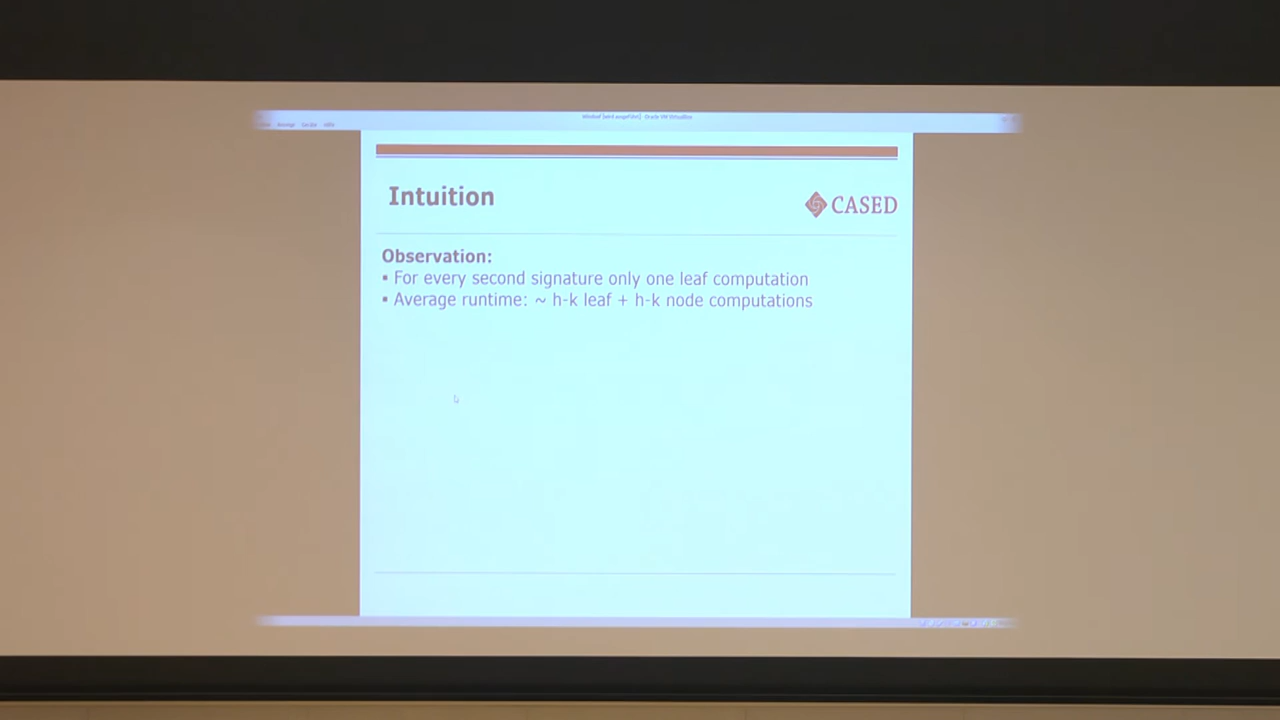 Intuition
CASED
Observation:
▪ For every second signature only one leaf computation
▪ Average runtime: ~ h-k leaf + h-k node computations